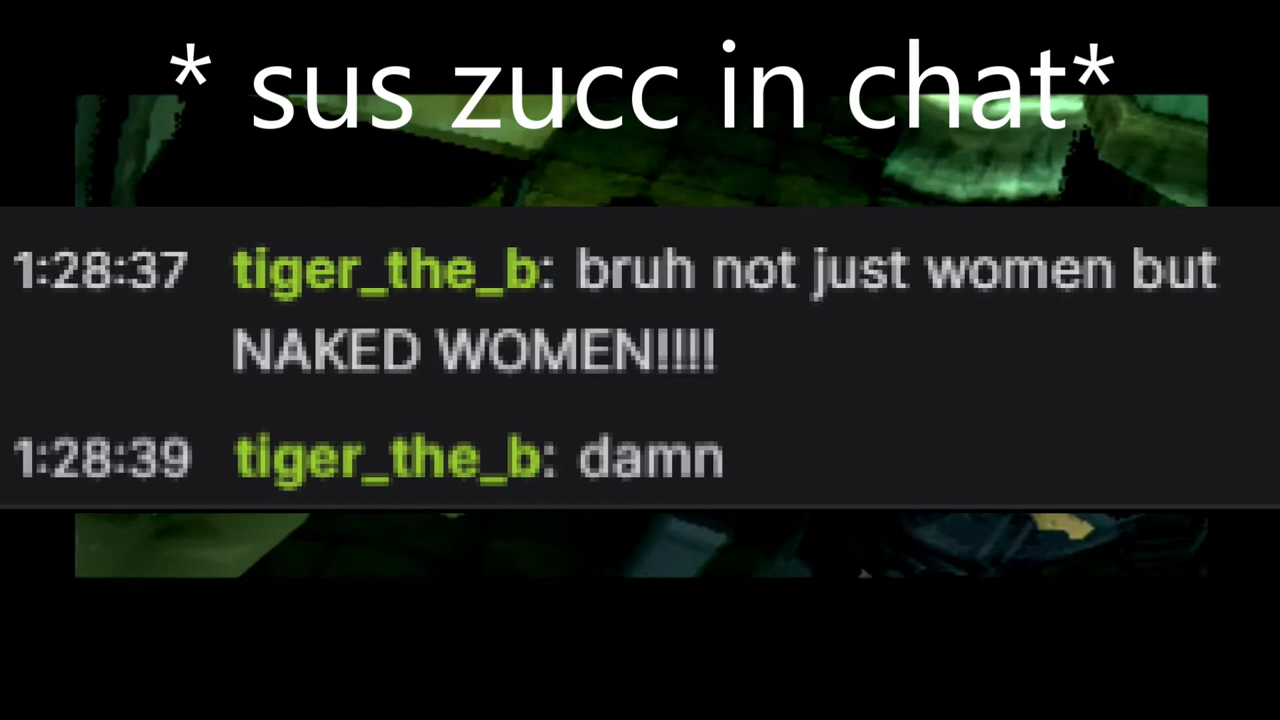 * sus zucc in chat*
1:28:37 tiger_the_b: bruh not just women but
NAKED WOMEN!!!!
1:28:39 tiger_the_b: damn